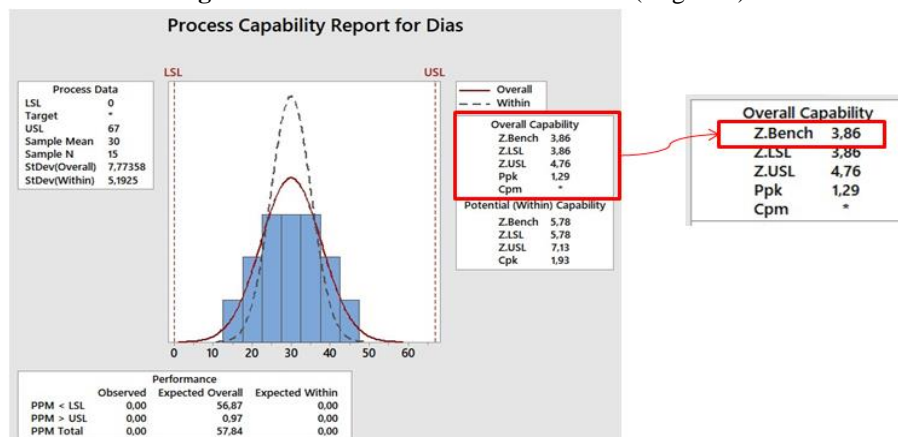 Process Capability Report for Dias
LSL
USL
Process Data
LSL 0
Target *
USL 67
Sample Mean 30
Sample N 15
StDev(Overall) 7,77358
StDev(Within) 5,1925
Overall
Within
Overall Capability
Z.Bench 3,86
Z.LSL 3,86
Z.USL 4,76
Ppk 1,29
Cpm *
Potential (Within) Capability
Z.Bench 5,78
Z.LSL 5,78
Z.USL 7,13
Cpk 1,93
Overall Capability
Z.Bench 3,86
Z.LSL 3,86
Z.USL 4,76
Ppk 1,29
Cpm *
0 10 20 30 40 50 60
Performance
Observed Expected Overall Expected Within
PPM < LSL 0,00 56,87 0,00
PPM > USL 0,00 0,97 0,00
PPM Total 0,00 57,84 0,00